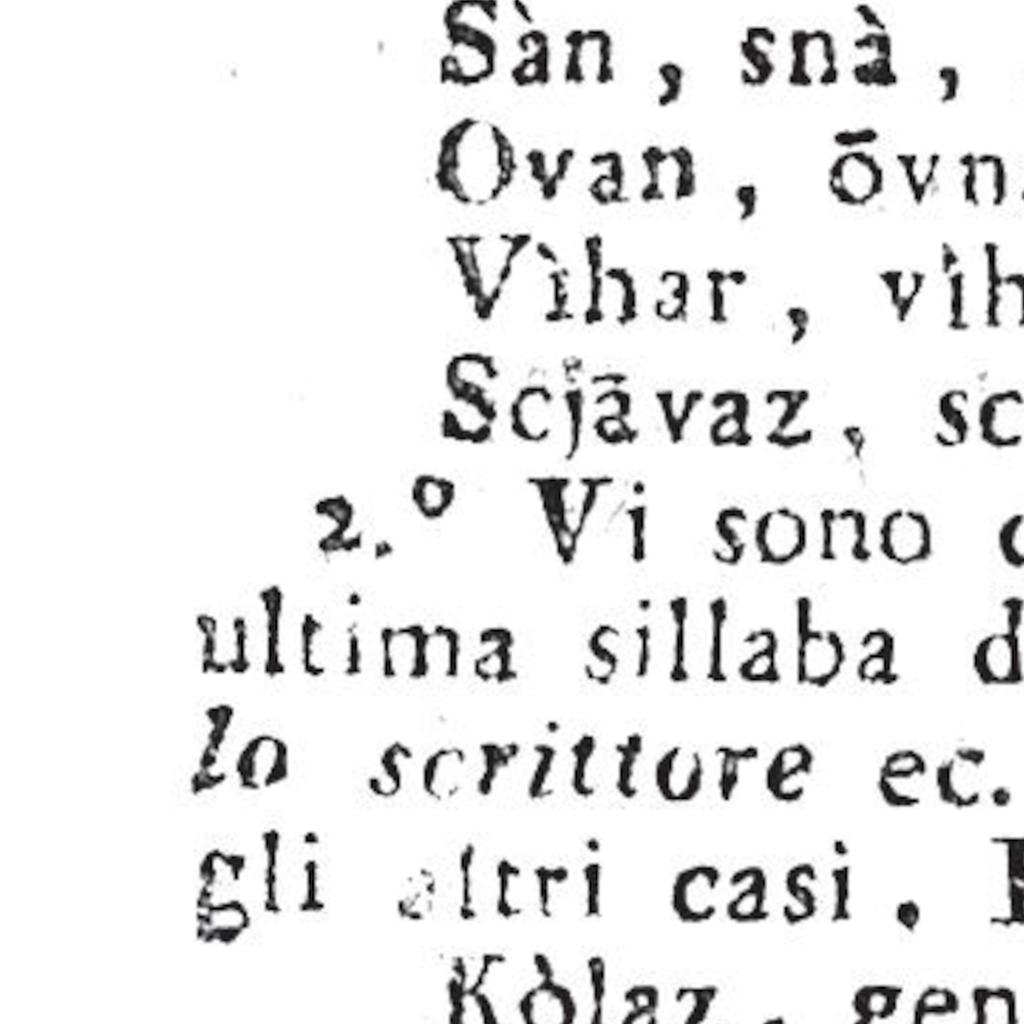 Sàn, snà,
Ovan, ōvn
Vìhar, vìh
Scjāvaz, sc
2.º Vi sono
ultima sillaba d
lo scrittore ec.
gli altri casi.
Kòlaz, gen